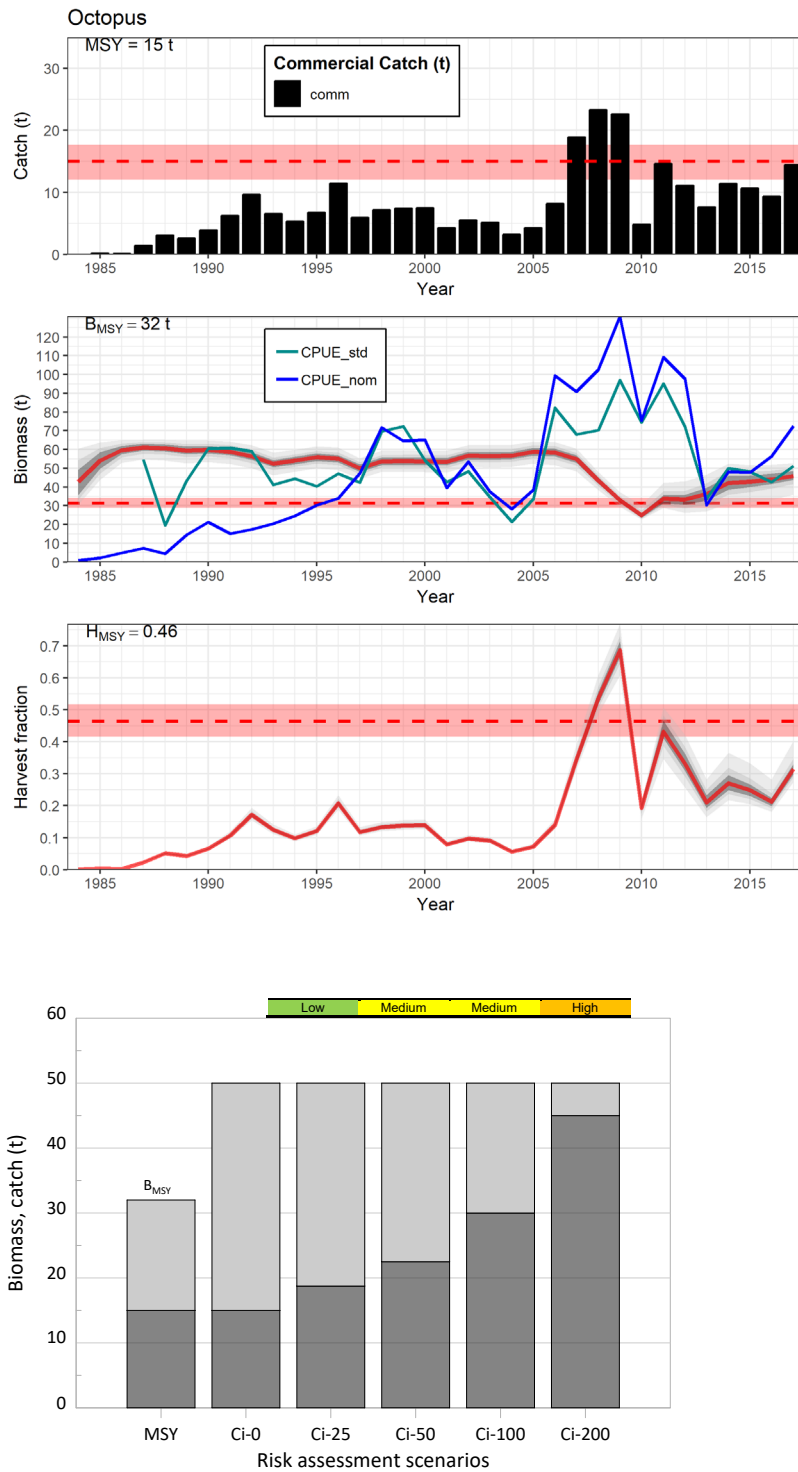 Octopus
MSY = 15 t
Commercial Catch (t)
comm
Catch (t)
30
20
10
0
1985 1990 1995 2000 2005 2010 2015
Year
BMSY = 32 t
CPUE_std
CPUE_nom
Biomass (t)
120
110
100
90
80
70
60
50
40
30
20
10
0
1985 1990 1995 2000 2005 2010 2015
Year
HMSY = 0.46
Harvest fraction
0.7
0.6
0.5
0.4
0.3
0.2
0.1
0.0
1985 1990 1995 2000 2005 2010 2015
Year
Low Medium Medium High
Biomass, catch (t)
60
50
40
30
20
10
0
BMSY
MSY Ci-0 Ci-25 Ci-50 Ci-100 Ci-200
Risk assessment scenarios